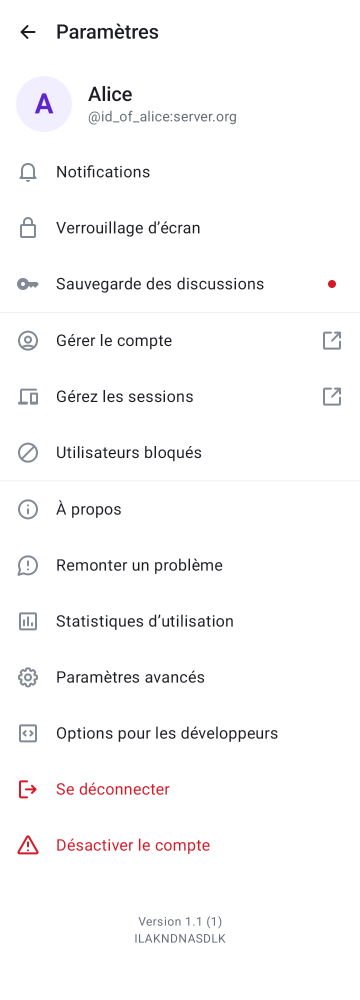 Paramètres
A
Alice
@id_of_alice:server.org
Notifications
Verrouillage d’écran
Sauvegarde des discussions
Gérer le compte
Gérez les sessions
Utilisateurs bloqués
À propos
Remonter un problème
Statistiques d’utilisation
Paramètres avancés
Options pour les développeurs
Se déconnecter
Désactiver le compte
Version 1.1 (1)
ILAKNDNASDLK